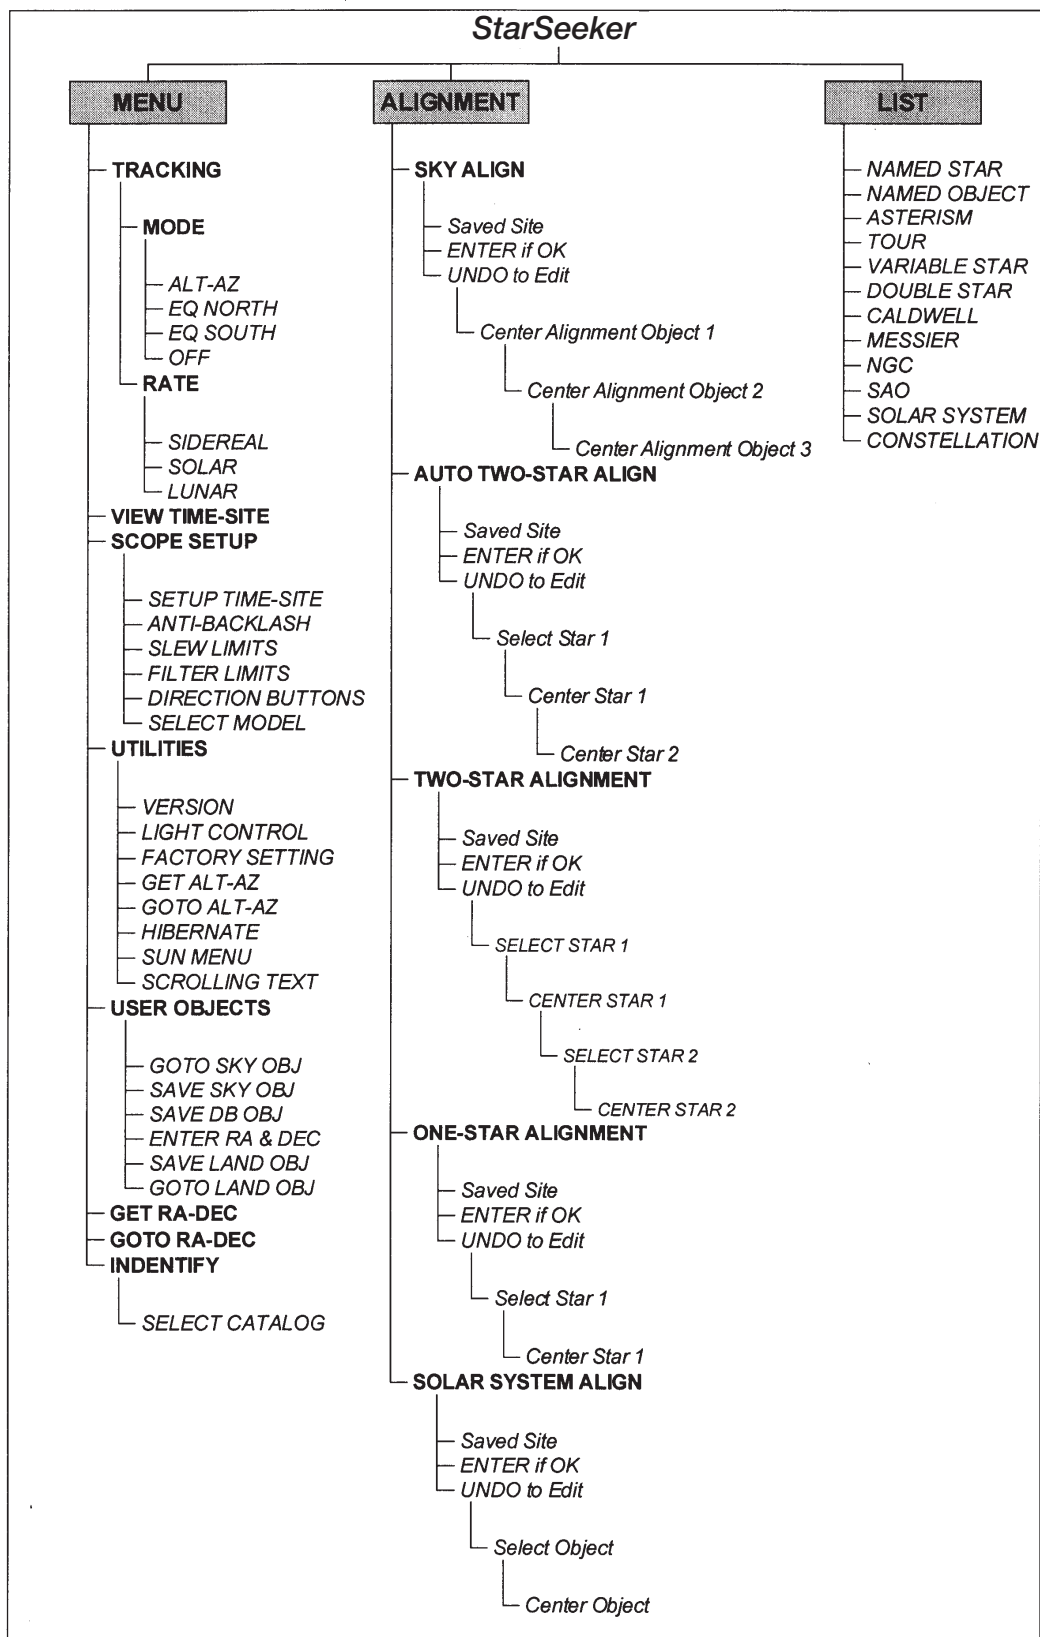 StarSeeker
MENU
TRACKING
MODE
ALT-AZ
EQ NORTH
EQ SOUTH
OFF
RATE
SIDEREAL
SOLAR
LUNAR
VIEW TIME-SITE
SCOPE SETUP
SETUP TIME-SITE
ANTI-BACKLASH
SLEW LIMITS
FILTER LIMITS
DIRECTION BUTTONS
SELECT MODEL
UTILITIES
VERSION
LIGHT CONTROL
FACTORY SETTING
GET ALT-AZ
GOTO ALT-AZ
HIBERNATE
SUN MENU
SCROLLING TEXT
USER OBJECTS
GOTO SKY OBJ
SAVE SKY OBJ
SAVE DB OBJ
ENTER RA & DEC
SAVE LAND OBJ
GOTO LAND OBJ
GET RA-DEC
GOTO RA-DEC
INDENTIFY
SELECT CATALOG
ALIGNMENT
SKY ALIGN
Saved Site
ENTER if OK
UNDO to Edit
Center Alignment Object 1
Center Alignment Object 2
Center Alignment Object 3
AUTO TWO-STAR ALIGN
Saved Site
ENTER if OK
UNDO to Edit
Select Star 1
Center Star 1
Center Star 2
TWO-STAR ALIGNMENT
Saved Site
ENTER if OK
UNDO to Edit
SELECT STAR 1
CENTER STAR 1
SELECT STAR 2
CENTER STAR 2
ONE-STAR ALIGNMENT
Saved Site
ENTER if OK
UNDO to Edit
Select Star 1
Center Star 1
SOLAR SYSTEM ALIGN
Saved Site
ENTER if OK
UNDO to Edit
Select Object
Center Object
LIST
NAMED STAR
NAMED OBJECT
ASTERISM
TOUR
VARIABLE STAR
DOUBLE STAR
CALDWELL
MESSIER
NGC
SAO
SOLAR SYSTEM
CONSTELLATION